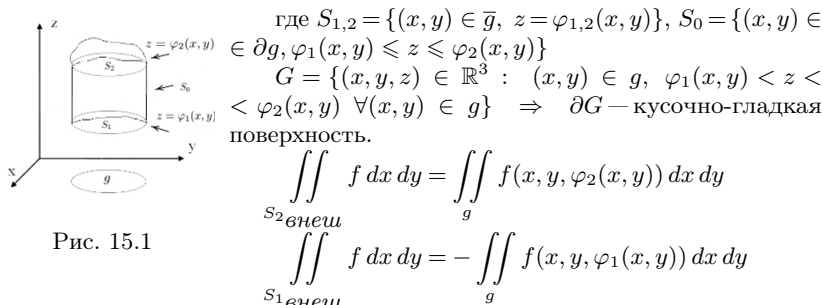 где S_{1,2} = {(x, y) ∈ \overline{g}, z = φ_{1,2}(x, y)}, S_0 = {(x, y) ∈
∈ ∂g, φ_1(x, y) ⩽ z ⩽ φ_2(x, y)}
G = {(x, y, z) ∈ ℝ^3 : (x, y) ∈ g, φ_1(x, y) < z <
< φ_2(x, y) ∀(x, y) ∈ g} ⇒ ∂G — кусочно-гладкая
поверхность.
∬_{S_2 внеш} f dx dy = ∬_g f(x, y, φ_2(x, y)) dx dy
∬_{S_1 внеш} f dx dy = − ∬_g f(x, y, φ_1(x, y)) dx dy
z
z = φ_2(x, y)
S_2
S_0
z = φ_1(x, y)
S_1
y
x
g
Рис. 15.1